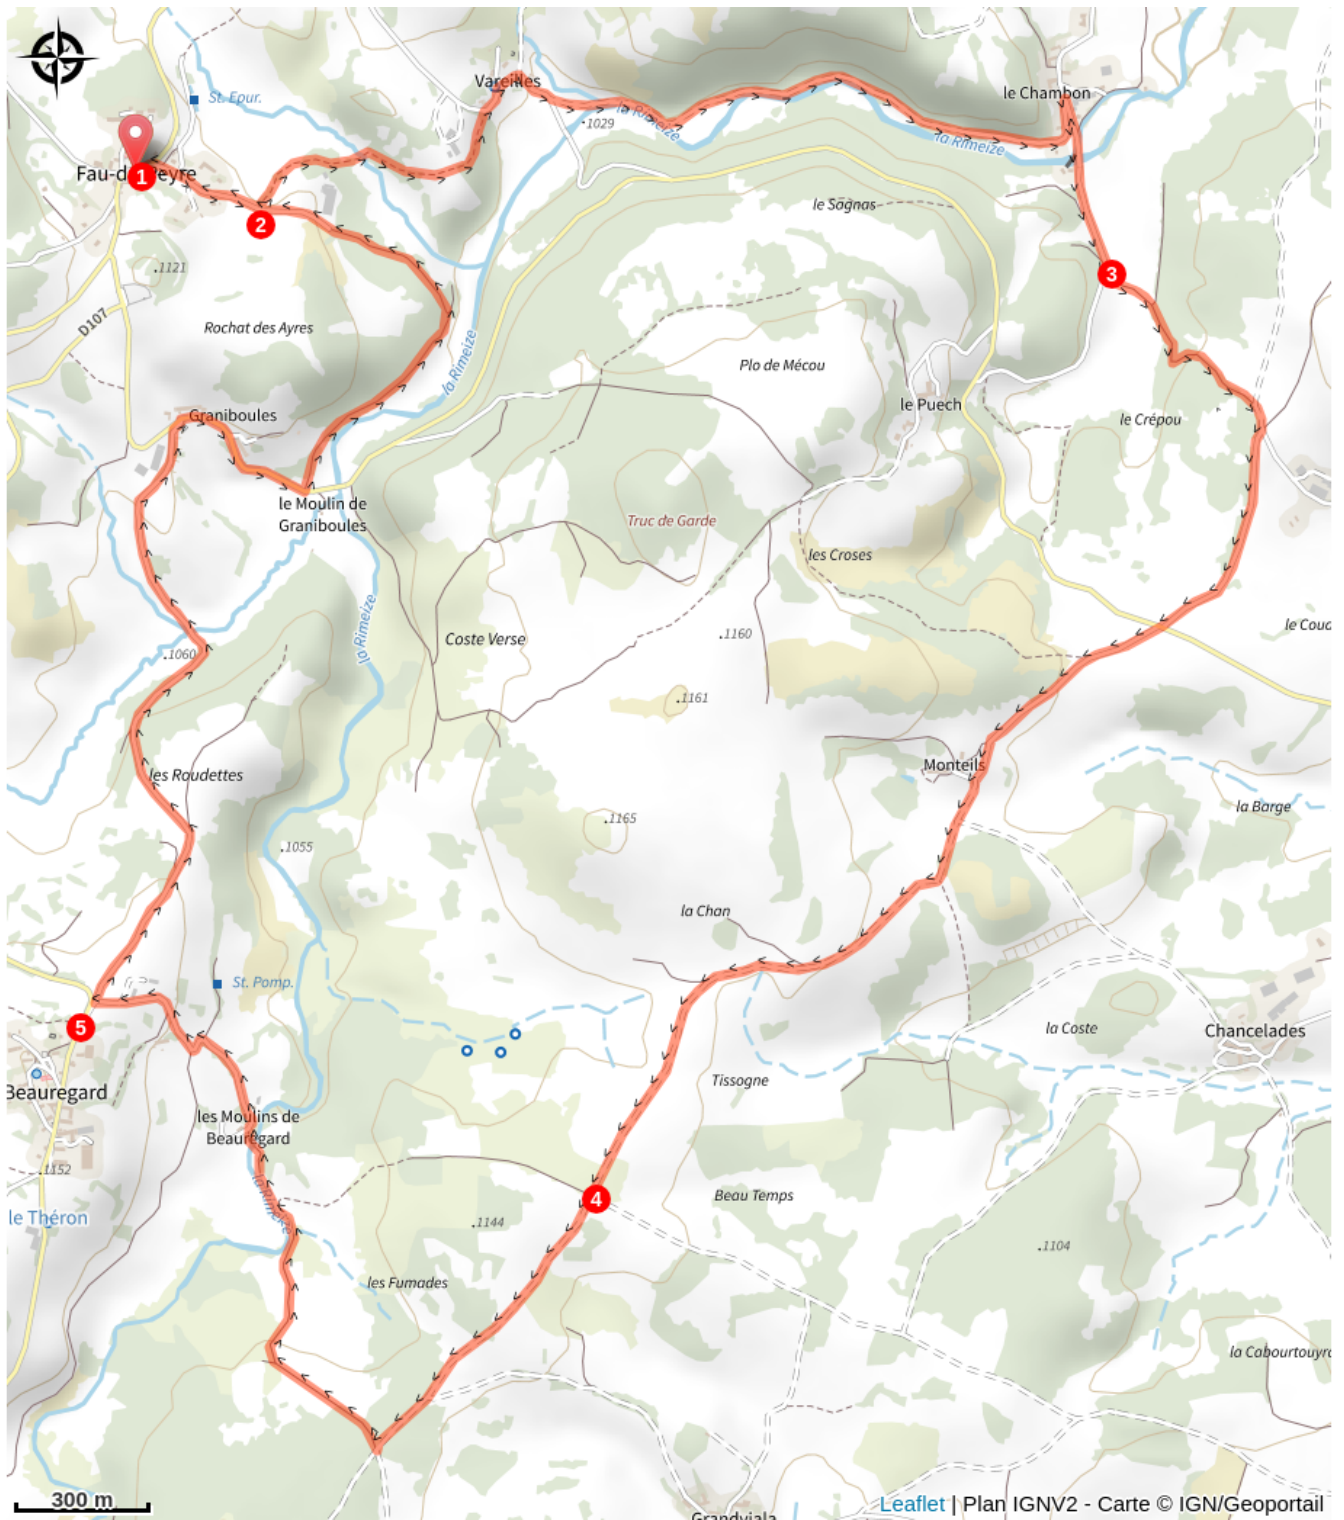 Vareilles
le Chambon
St. Epur.
la Rimeize
1029
la Rimeize
Fau-de-Peyre
1
2
le Sagnas
3
1121
D107
Rochat des Ayres
la Rimeize
Plo de Mécou
Graniboules
le Puech
le Crépou
le Moulin de
Graniboules
Truc de Garde
les Croses
la Rimeize
Coste Verse
1160
le Couc
1060
1161
les Raudettes
Monteils
la Barge
1165
1055
la Chan
St. Pomp.
5
la Coste
Chancelades
Beauregard
Tissogne
les Moulins de
Beauregard
1152
la Rimeize
4
Beau Temps
le Théron
1144
1104
les Fumades
la Cabourtouyro
300 m
Leaflet | Plan IGNV2 - Carte © IGN/Geoportail
Grandviala